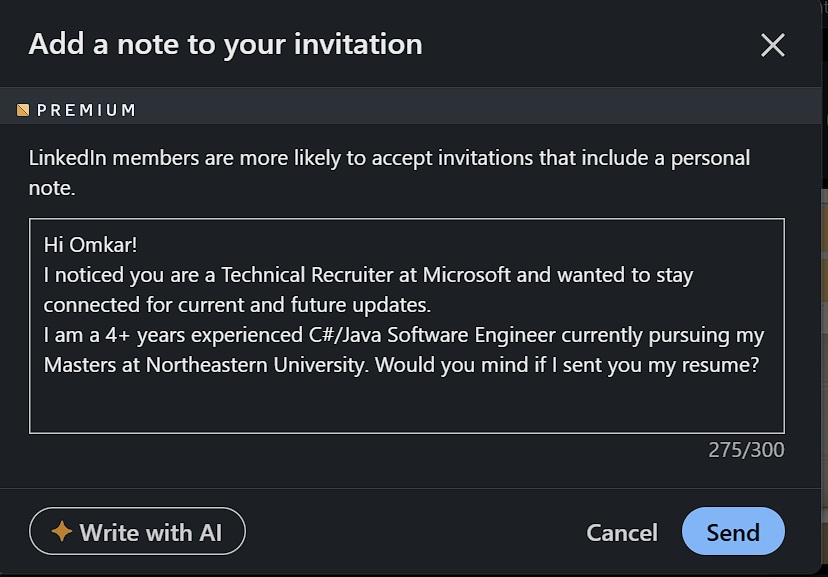 Add a note to your invitation
PREMIUM
LinkedIn members are more likely to accept invitations that include a personal
note.
Hi Omkar!
I noticed you are a Technical Recruiter at Microsoft and wanted to stay
connected for current and future updates.
I am a 4+ years experienced C#/Java Software Engineer currently pursuing my
Masters at Northeastern University. Would you mind if I sent you my resume?
275/300
Write with AI
Cancel
Send